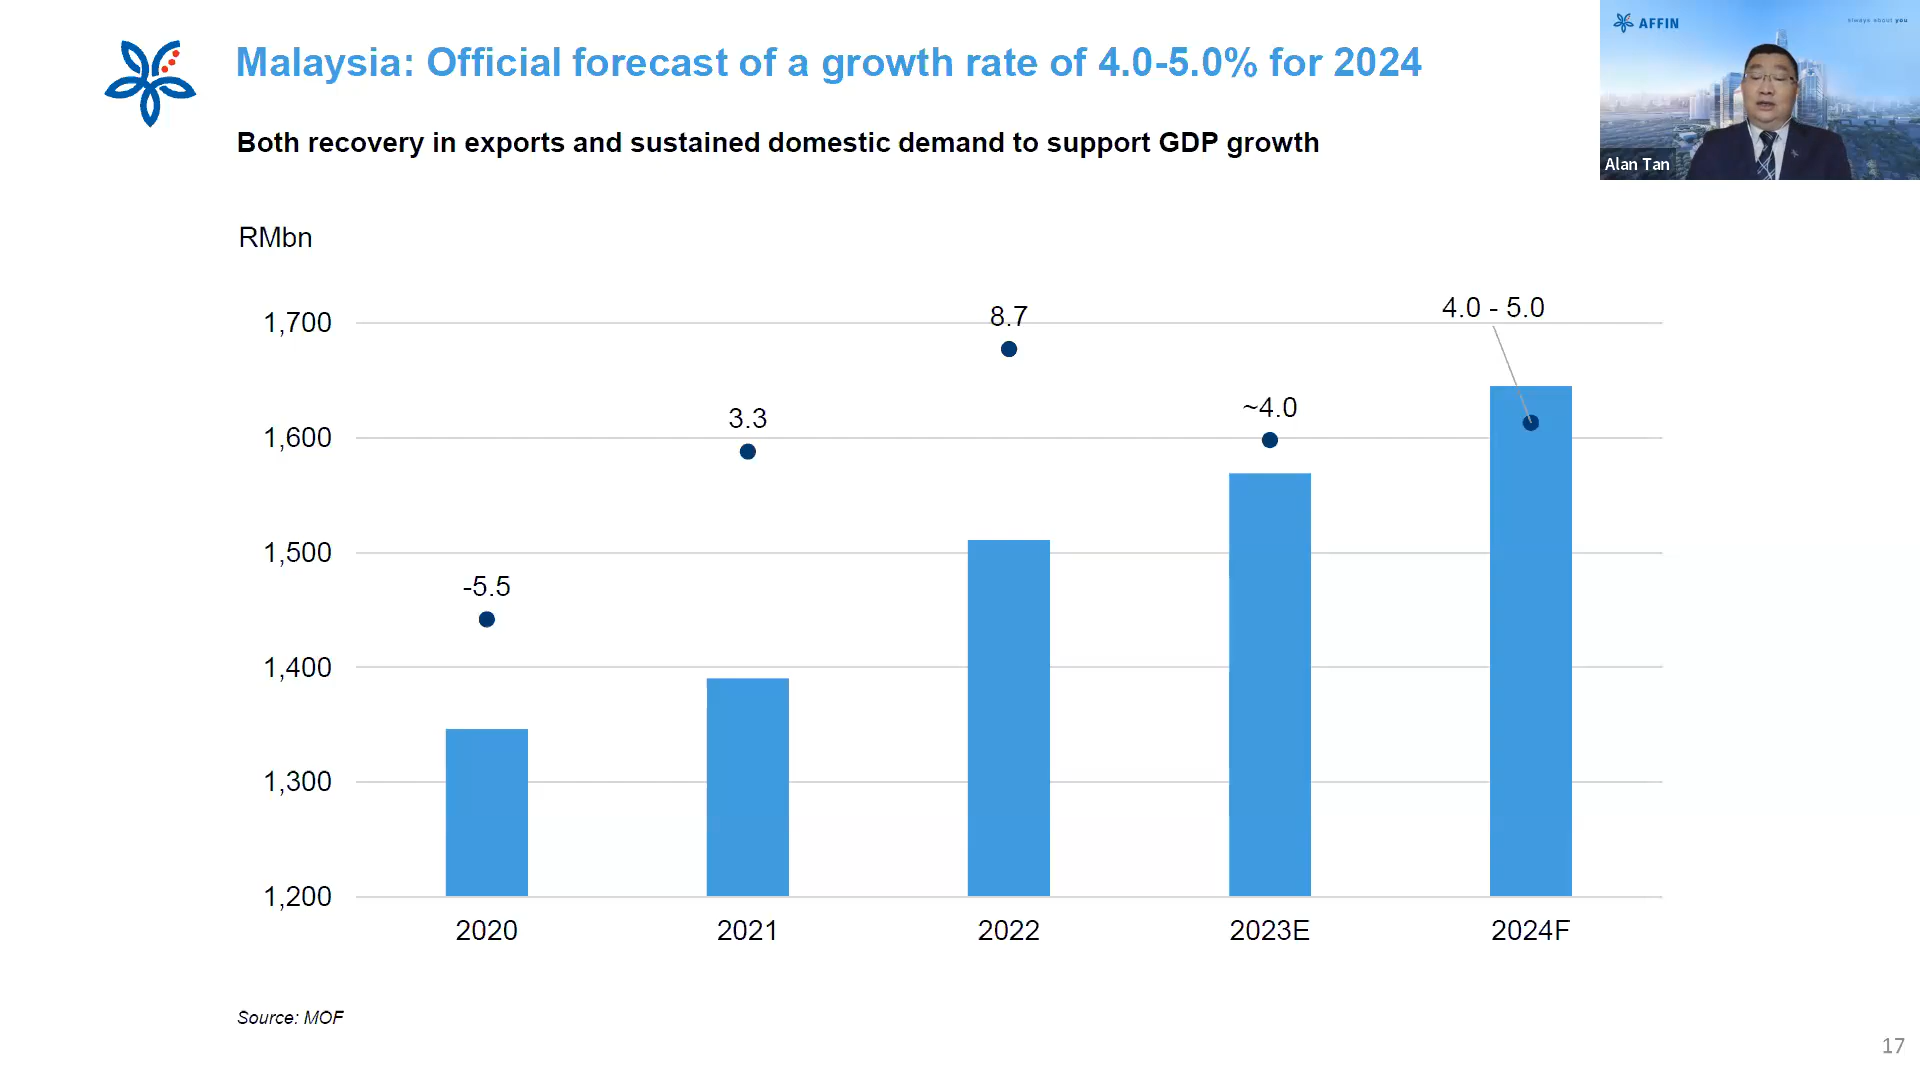 Malaysia: Official forecast of a growth rate of 4.0-5.0% for 2024
AFFIN
always about you
Alan Tan
Both recovery in exports and sustained domestic demand to support GDP growth
RMbn
1,700
1,600
1,500
1,400
1,300
1,200
-5.5
3.3
8.7
~4.0
4.0 - 5.0
2020
2021
2022
2023E
2024F
Source: MOF
17